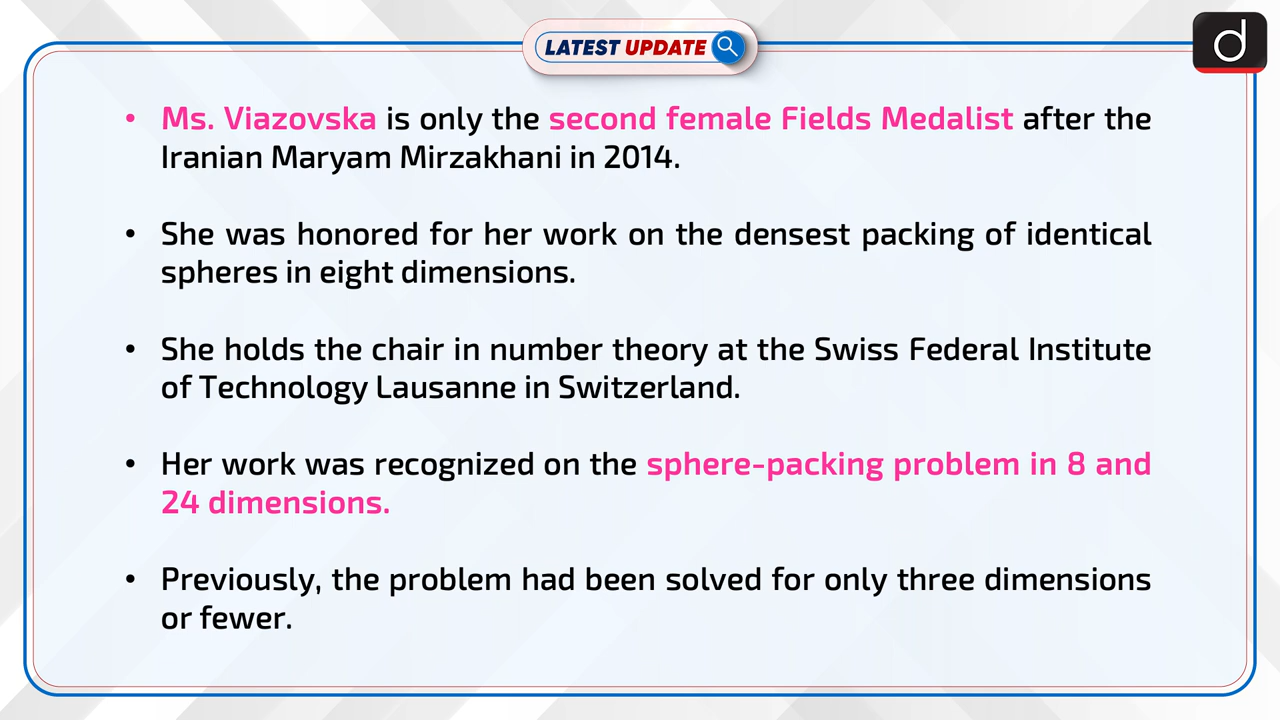 LATEST UPDATE
d
• Ms. Viazovska is only the second female Fields Medalist after the
Iranian Maryam Mirzakhani in 2014.
• She was honored for her work on the densest packing of identical
spheres in eight dimensions.
• She holds the chair in number theory at the Swiss Federal Institute
of Technology Lausanne in Switzerland.
• Her work was recognized on the sphere-packing problem in 8 and
24 dimensions.
• Previously, the problem had been solved for only three dimensions
or fewer.